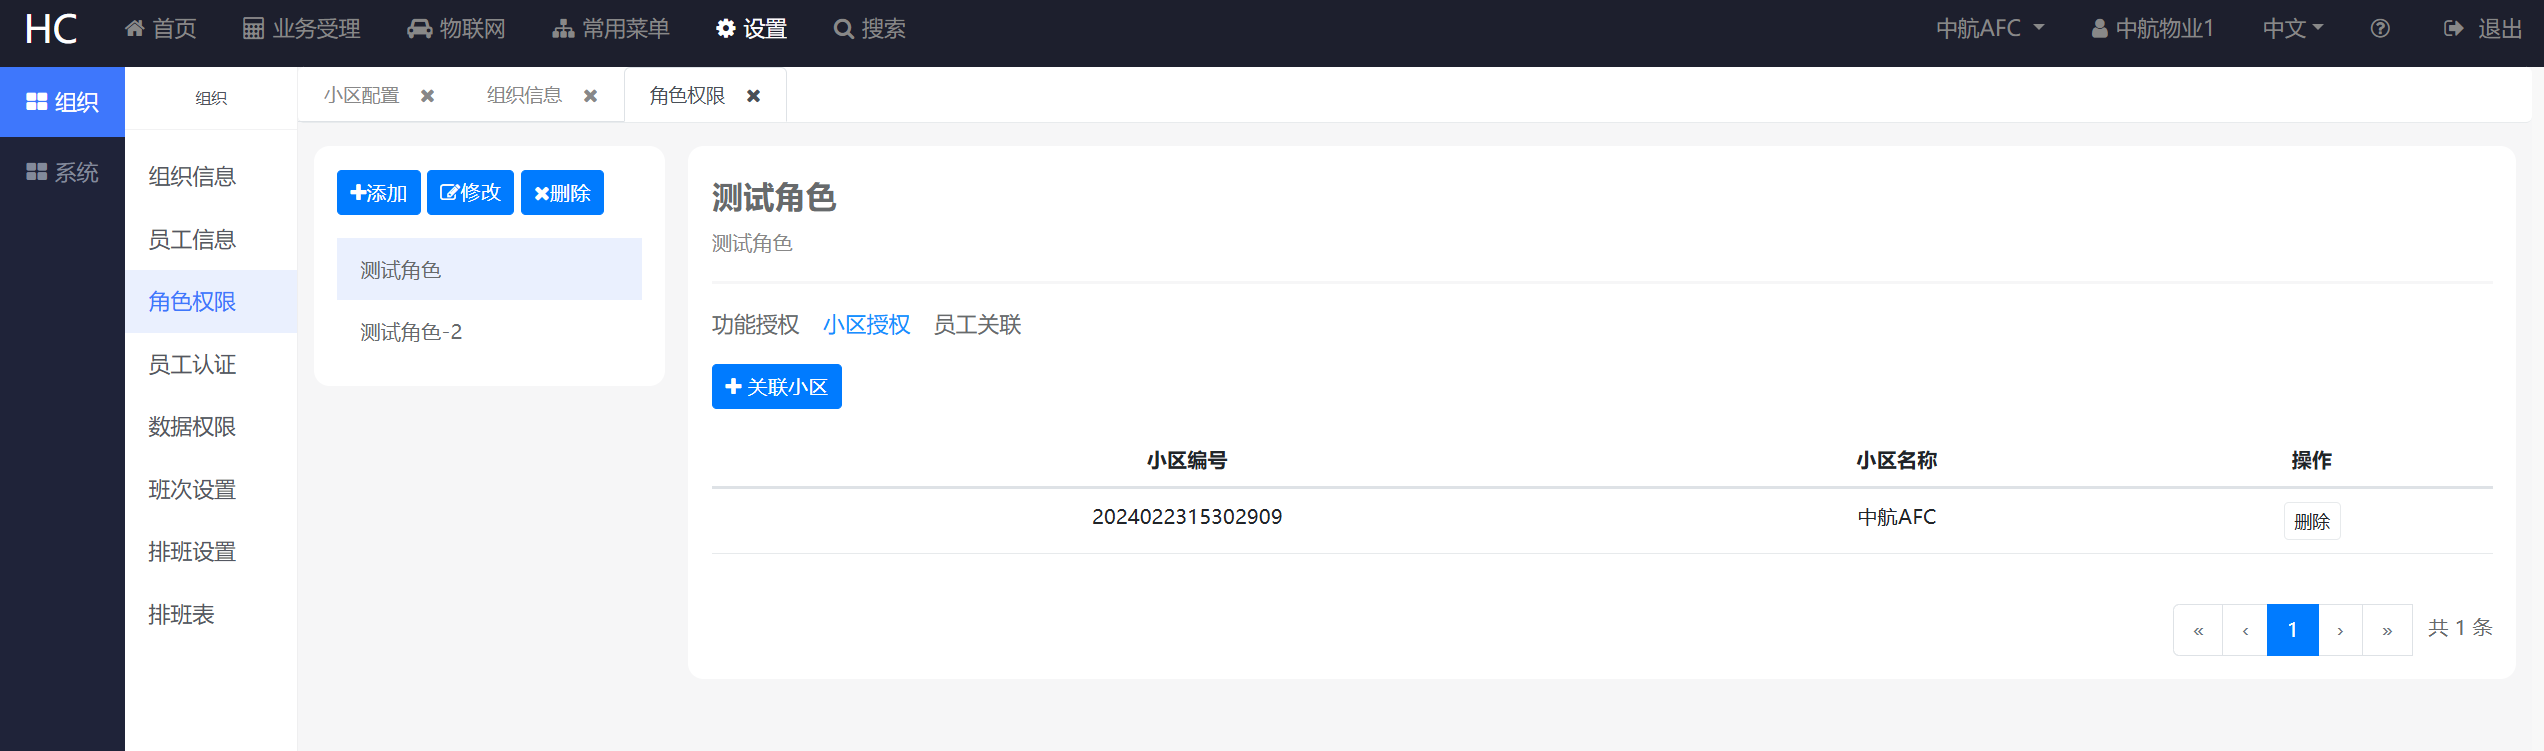 HC 首页 业务受理 物联网 常用菜单 设置 搜索 中航AFC 中航物业1 中文 退出
组织
系统
组织
组织信息
员工信息
角色权限
员工认证
数据权限
班次设置
排班设置
排班表
小区配置 组织信息 角色权限
添加 修改 删除
测试角色
测试角色-2
测试角色
测试角色
功能授权 小区授权 员工关联
关联小区
小区编号 小区名称 操作
2024022315302909 中航AFC 删除
« ‹ 1 › » 共 1 条